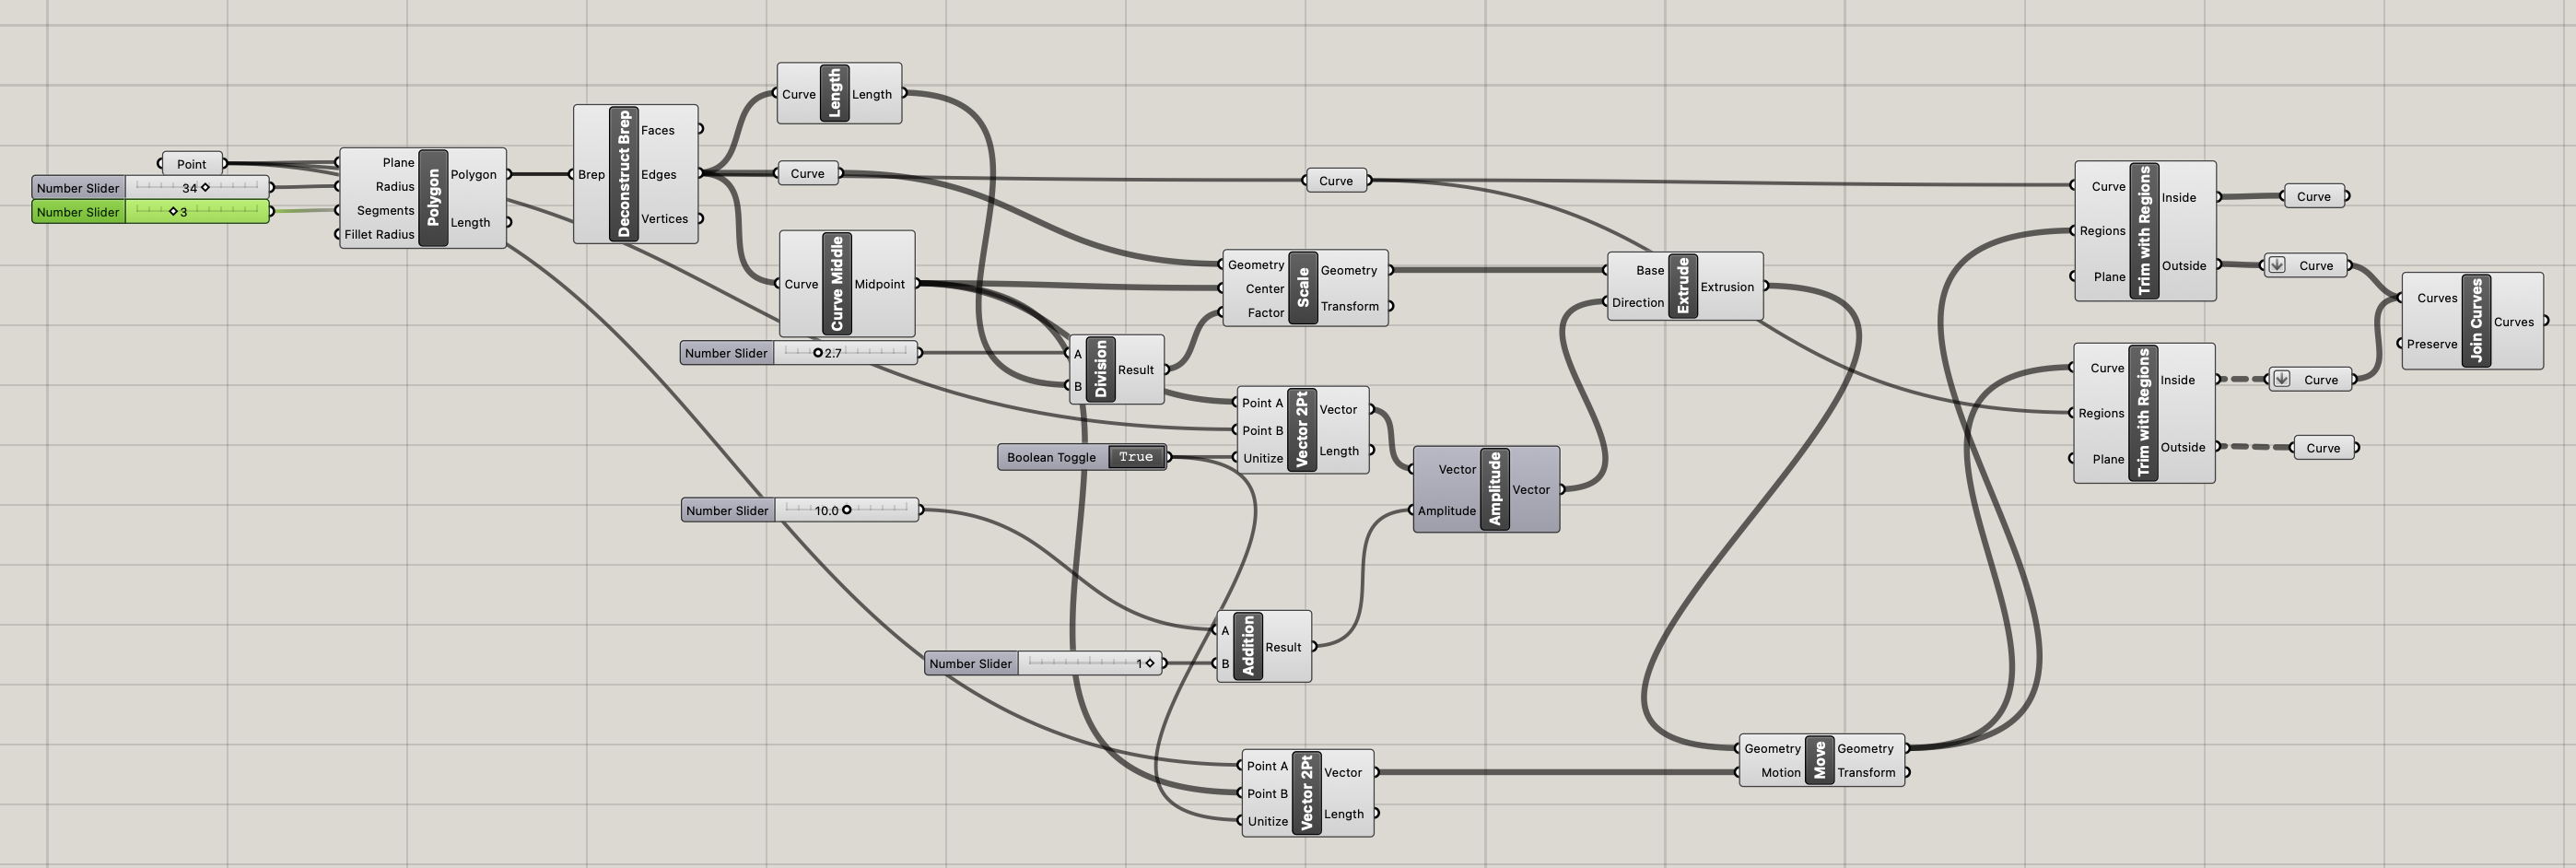 Point
Number Slider 34
Number Slider 3
Plane
Radius
Segments
Fillet Radius
Polygon
Polygon
Length
Brep
Deconstruct Brep
Faces
Edges
Vertices
Curve Length Length
Curve
Curve Curve Middle Midpoint
Number Slider 2.7
A
B
Division
Result
Curve
Geometry
Center
Factor
Scale
Geometry
Transform
Point A
Point B
Unitize
Vector 2Pt
Vector
Length
Boolean Toggle True
Number Slider 10.0
Number Slider 1
A
B
Addition
Result
Vector
Amplitude
Amplitude
Vector
Base
Direction
Extrude
Extrusion
Point A
Point B
Unitize
Vector 2Pt
Vector
Length
Geometry
Motion
Move
Geometry
Transform
Curve
Regions
Plane
Trim with Regions
Inside
Outside
Curve
Curve
Curve
Regions
Plane
Trim with Regions
Inside
Outside
Curve
Curve
Curves
Preserve
Join Curves
Curves